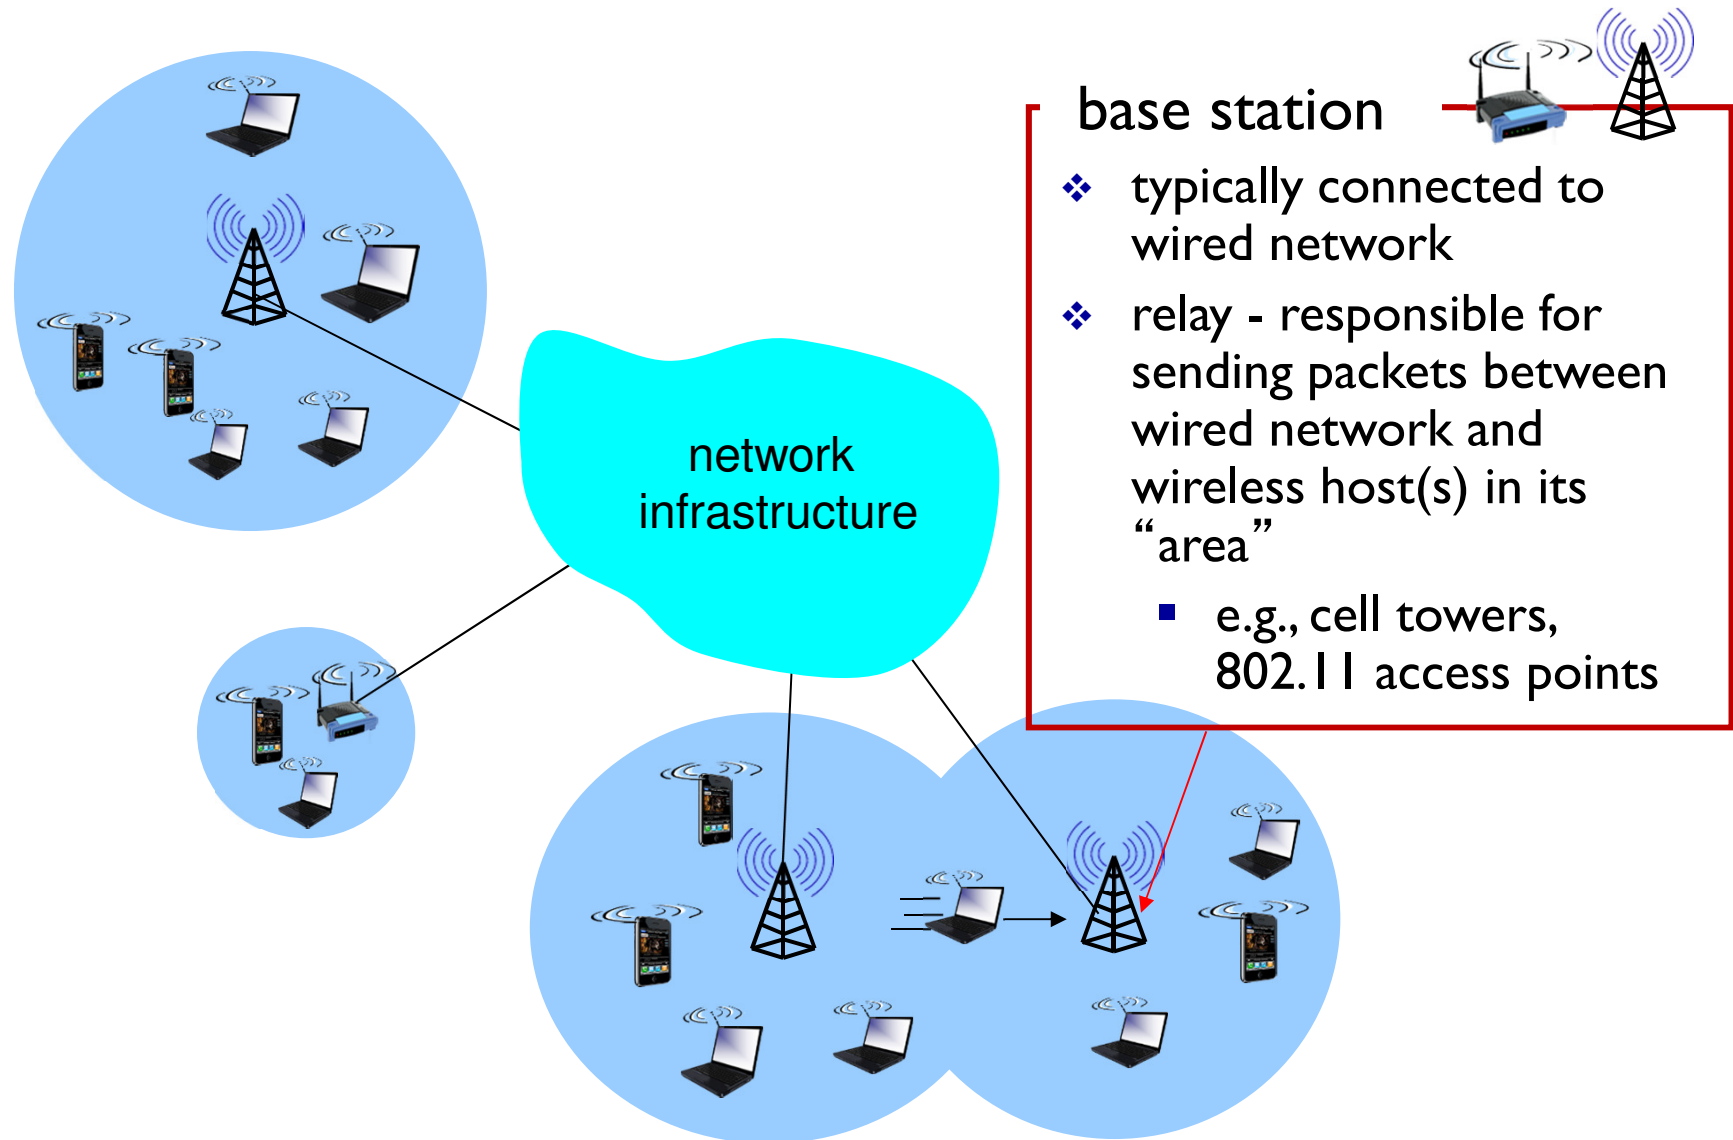 base station
❖ typically connected to
wired network
❖ relay - responsible for
sending packets between
wired network and
wireless host(s) in its
“area”
▪ e.g., cell towers,
802.11 access points
network
infrastructure